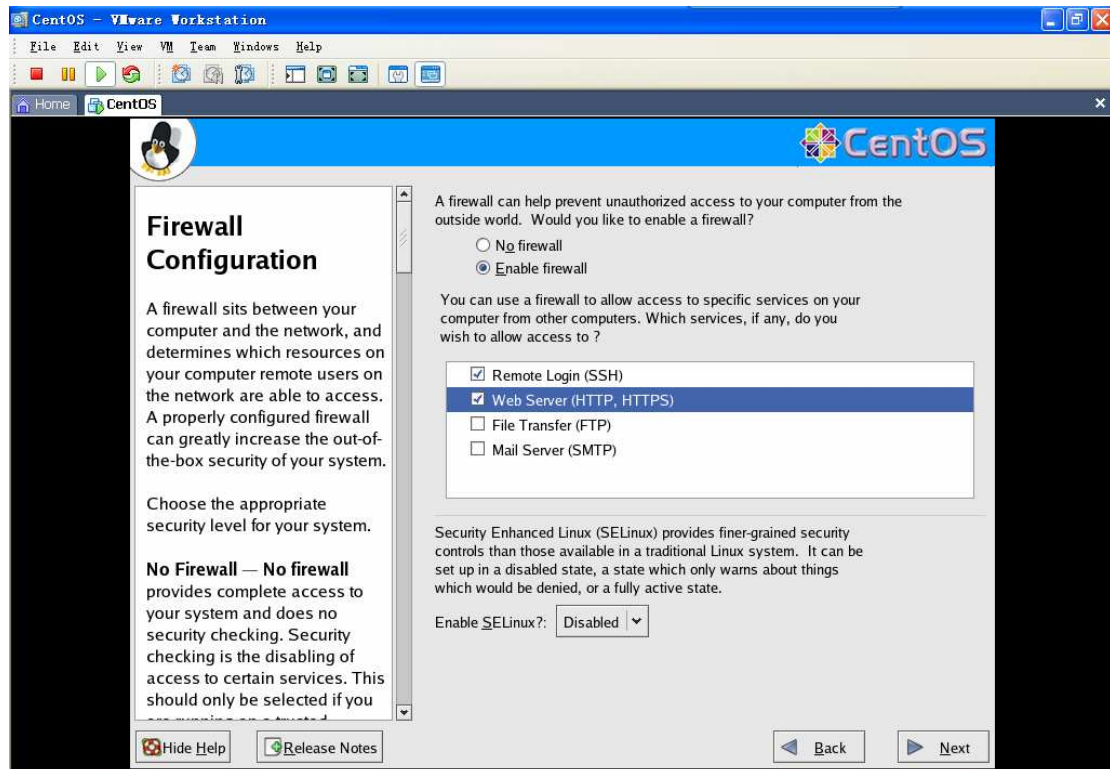 CentOS - VMware Workstation
File Edit View VM Team Windows Help
Home CentOS
CentOS
Firewall
Configuration
A firewall sits between your
computer and the network, and
determines which resources on
your computer remote users on
the network are able to access.
A properly configured firewall
can greatly increase the out-of-
the-box security of your system.
Choose the appropriate
security level for your system.
No Firewall — No firewall
provides complete access to
your system and does no
security checking. Security
checking is the disabling of
access to certain services. This
should only be selected if you
A firewall can help prevent unauthorized access to your computer from the
outside world. Would you like to enable a firewall?
No firewall
Enable firewall
You can use a firewall to allow access to specific services on your
computer from other computers. Which services, if any, do you
wish to allow access to ?
Remote Login (SSH)
Web Server (HTTP, HTTPS)
File Transfer (FTP)
Mail Server (SMTP)
Security Enhanced Linux (SELinux) provides finer-grained security
controls than those available in a traditional Linux system. It can be
set up in a disabled state, a state which only warns about things
which would be denied, or a fully active state.
Enable SELinux?: Disabled
Hide Help Release Notes Back Next